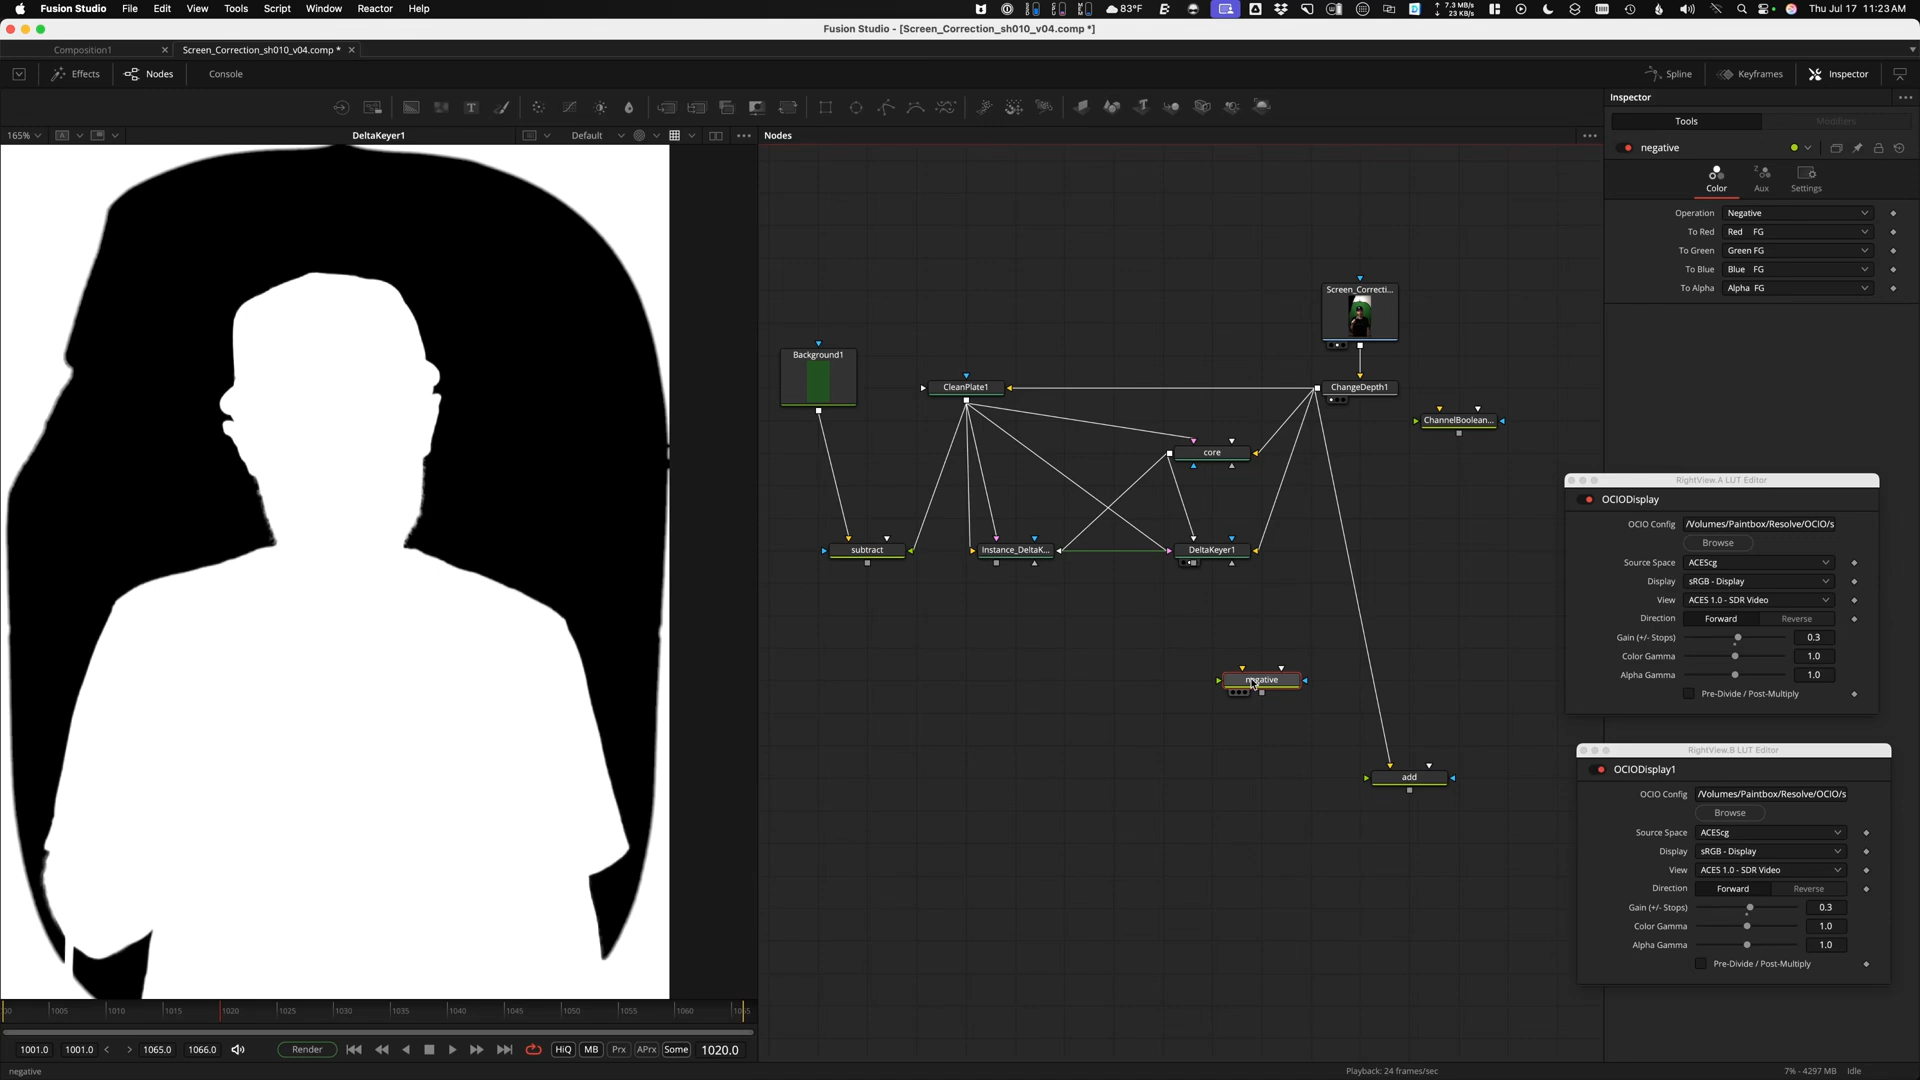 Fusion Studio File Edit View Tools Script Window Reactor Help
83°F
7.3 MB/s
23 KB/s
Thu Jul 17 11:23 AM
Fusion Studio - [Screen_Correction_sh010_v04.comp *]
Composition1
Screen_Correction_sh010_v04.comp *
Effects
Nodes
Console
Spline
Keyframes
Inspector
Inspector
165%
DeltaKeyer1
Default
Nodes
Tools
Modifiers
negative
Color
Aux
Settings
Operation Negative
To Red Red FG
To Green Green FG
To Blue Blue FG
To Alpha Alpha FG
Screen_Correcti...
Background1
CleanPlate1
ChangeDepth1
ChannelBoolean...
core
subtract
Instance_DeltaK...
DeltaKeyer1
negative
add
RightView.A LUT Editor
OCIODisplay
OCIO Config /Volumes/Paintbox/Resolve/OCIO/s
Browse
Source Space ACEScg
Display sRGB - Display
View ACES 1.0 - SDR Video
Direction Forward Reverse
Gain (+/- Stops) 0.3
Color Gamma 1.0
Alpha Gamma 1.0
Pre-Divide / Post-Multiply
RightView.B LUT Editor
OCIODisplay1
OCIO Config /Volumes/Paintbox/Resolve/OCIO/s
Browse
Source Space ACEScg
Display sRGB - Display
View ACES 1.0 - SDR Video
Direction Forward Reverse
Gain (+/- Stops) 0.3
Color Gamma 1.0
Alpha Gamma 1.0
Pre-Divide / Post-Multiply
1005 1010 1015 1020 1025 1030 1035 1040 1045 1050 1055 1060
1001.0 1001.0 1065.0 1066.0
Render
HiQ MB Prx APrx Some 1020.0
negative
Playback: 24 frames/sec
7% - 4297 MB Idle